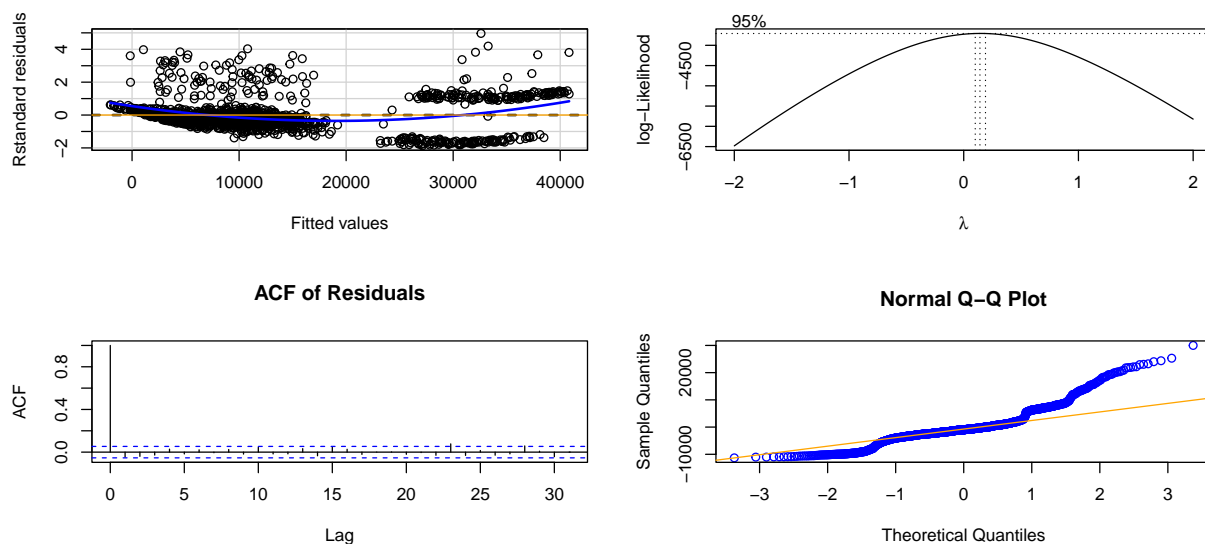 Rstandard residuals
4
2
0
−2
0 10000 20000 30000 40000
Fitted values
95%
log−Likelihood
−4500
−6500
−2 −1 0 1 2
λ
ACF of Residuals
ACF
0.8
0.4
0.0
0 5 10 15 20 25 30
Lag
Normal Q−Q Plot
Sample Quantiles
20000
−10000
−3 −2 −1 0 1 2 3
Theoretical Quantiles